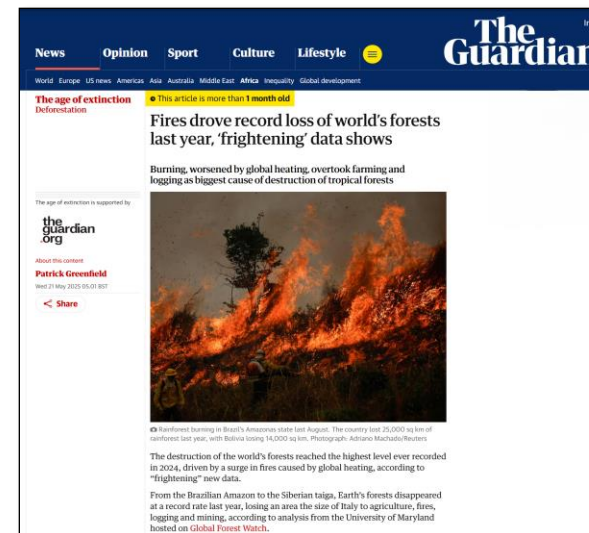 In
The
Guardian
News Opinion Sport Culture Lifestyle
World Europe US news Americas Asia Australia Middle East Africa Inequality Global development
The age of extinction
Deforestation
This article is more than 1 month old
Fires drove record loss of world's forests
last year, 'frightening' data shows
Burning, worsened by global heating, overtook farming and
logging as biggest cause of destruction of tropical forests
The age of extinction is supported by
the
guardian
.org
About this content
Patrick Greenfield
Wed 21 May 2025 05.01 BST
Share
Rainforest burning in Brazil's Amazonas state last August. The country lost 25,000 sq km of
rainforest last year, with Bolivia losing 14,000 sq km. Photograph: Adriano Machado/Reuters
The destruction of the world's forests reached the highest level ever recorded
in 2024, driven by a surge in fires caused by global heating, according to
"frightening" new data.
From the Brazilian Amazon to the Siberian taiga, Earth's forests disappeared
at a record rate last year, losing an area the size of Italy to agriculture, fires,
logging and mining, according to analysis from the University of Maryland
hosted on Global Forest Watch.